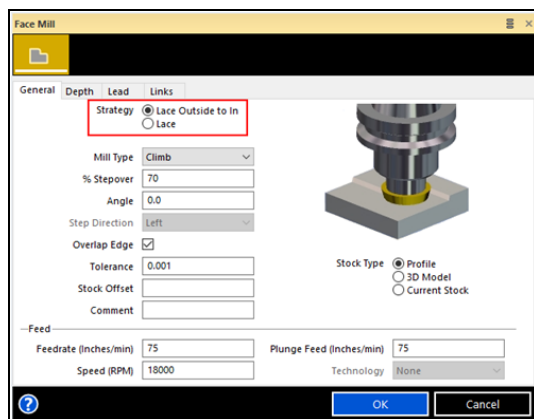 Face Mill
General Depth Lead Links
Strategy Lace Outside to In
Lace
Mill Type Climb
% Stepover 70
Angle 0.0
Step Direction Left
Overlap Edge
Tolerance 0.001
Stock Offset
Comment
Stock Type Profile
3D Model
Current Stock
Feed
Feedrate (Inches/min) 75 Plunge Feed (Inches/min) 75
Speed (RPM) 18000 Technology None
? OK Cancel